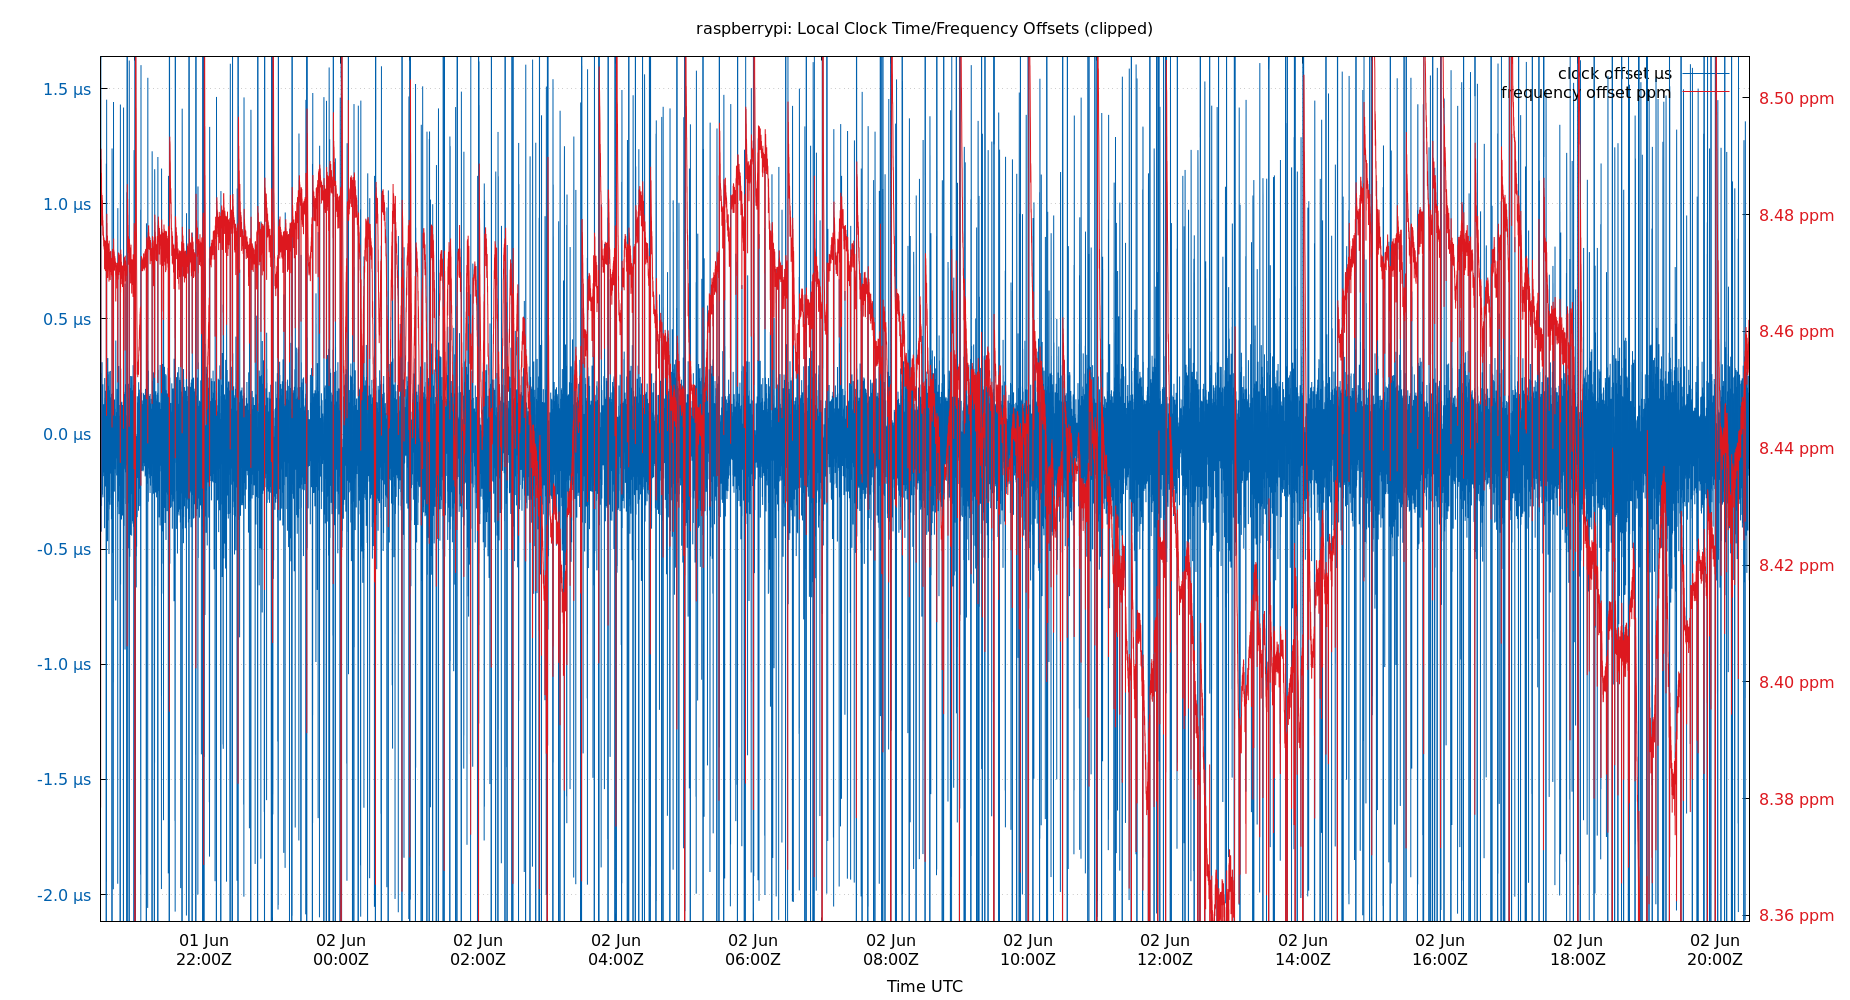 raspberrypi: Local Clock Time/Frequency Offsets (clipped)
clock offset µs
frequency offset ppm
1.5 µs
1.0 µs
0.5 µs
0.0 µs
-0.5 µs
-1.0 µs
-1.5 µs
-2.0 µs
8.50 ppm
8.48 ppm
8.46 ppm
8.44 ppm
8.42 ppm
8.40 ppm
8.38 ppm
8.36 ppm
01 Jun 02 Jun 02 Jun 02 Jun 02 Jun 02 Jun 02 Jun 02 Jun 02 Jun 02 Jun 02 Jun 02 Jun
22:00Z 00:00Z 02:00Z 04:00Z 06:00Z 08:00Z 10:00Z 12:00Z 14:00Z 16:00Z 18:00Z 20:00Z
Time UTC